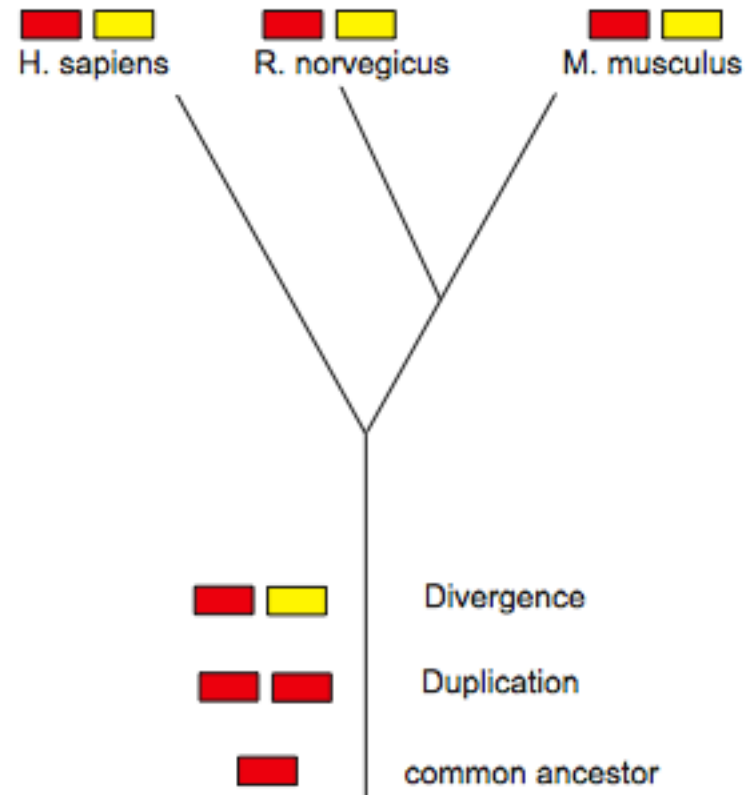 H. sapiens
R. norvegicus
M. musculus
Divergence
Duplication
common ancestor